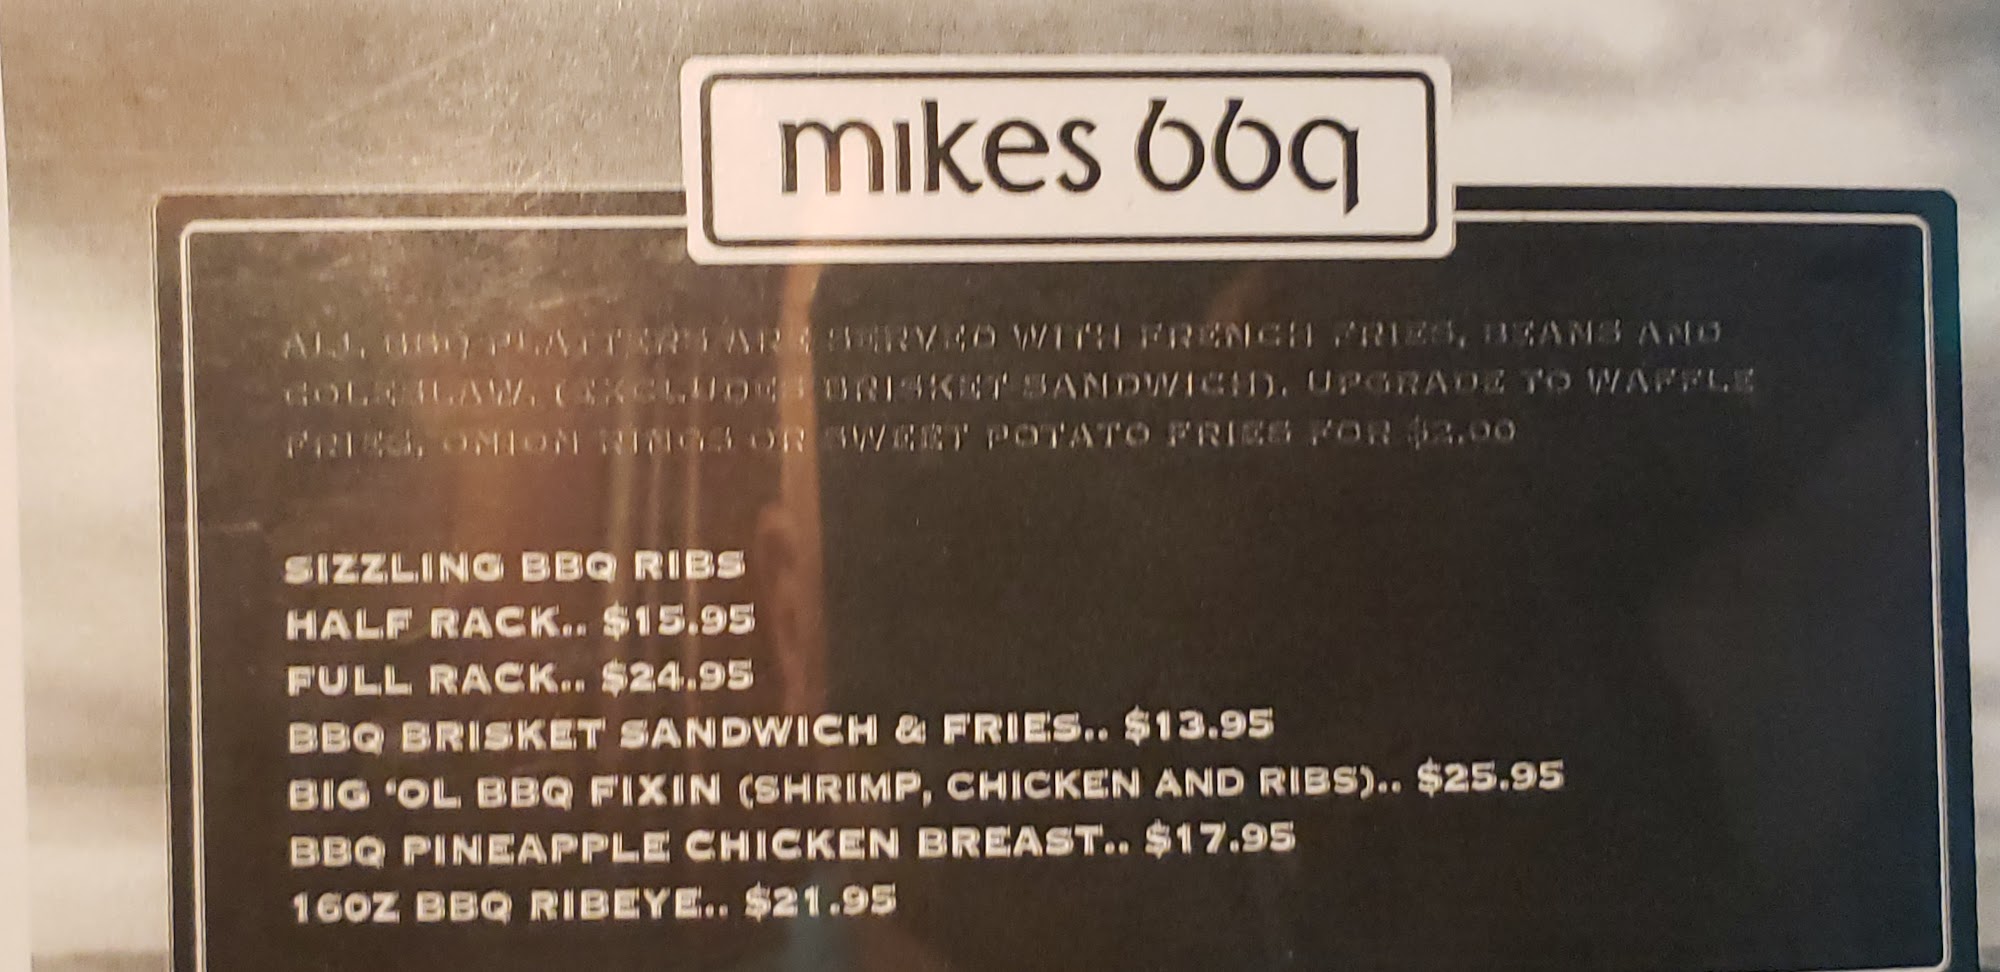 mikes bbq
ALL BBQ PLATTERS ARE SERVED WITH FRENCH FRIES, BEANS AND
COLESLAW. (EXCLUDES BRISKET SANDWICH). UPGRADE TO WAFFLE
FRIES, ONION RINGS OR SWEET POTATO FRIES FOR $2.00
SIZZLING BBQ RIBS
HALF RACK.. $15.95
FULL RACK.. $24.95
BBQ BRISKET SANDWICH & FRIES.. $13.95
BIG 'OL BBQ FIXIN (SHRIMP, CHICKEN AND RIBS).. $25.95
BBQ PINEAPPLE CHICKEN BREAST.. $17.95
16OZ BBQ RIBEYE.. $21.95